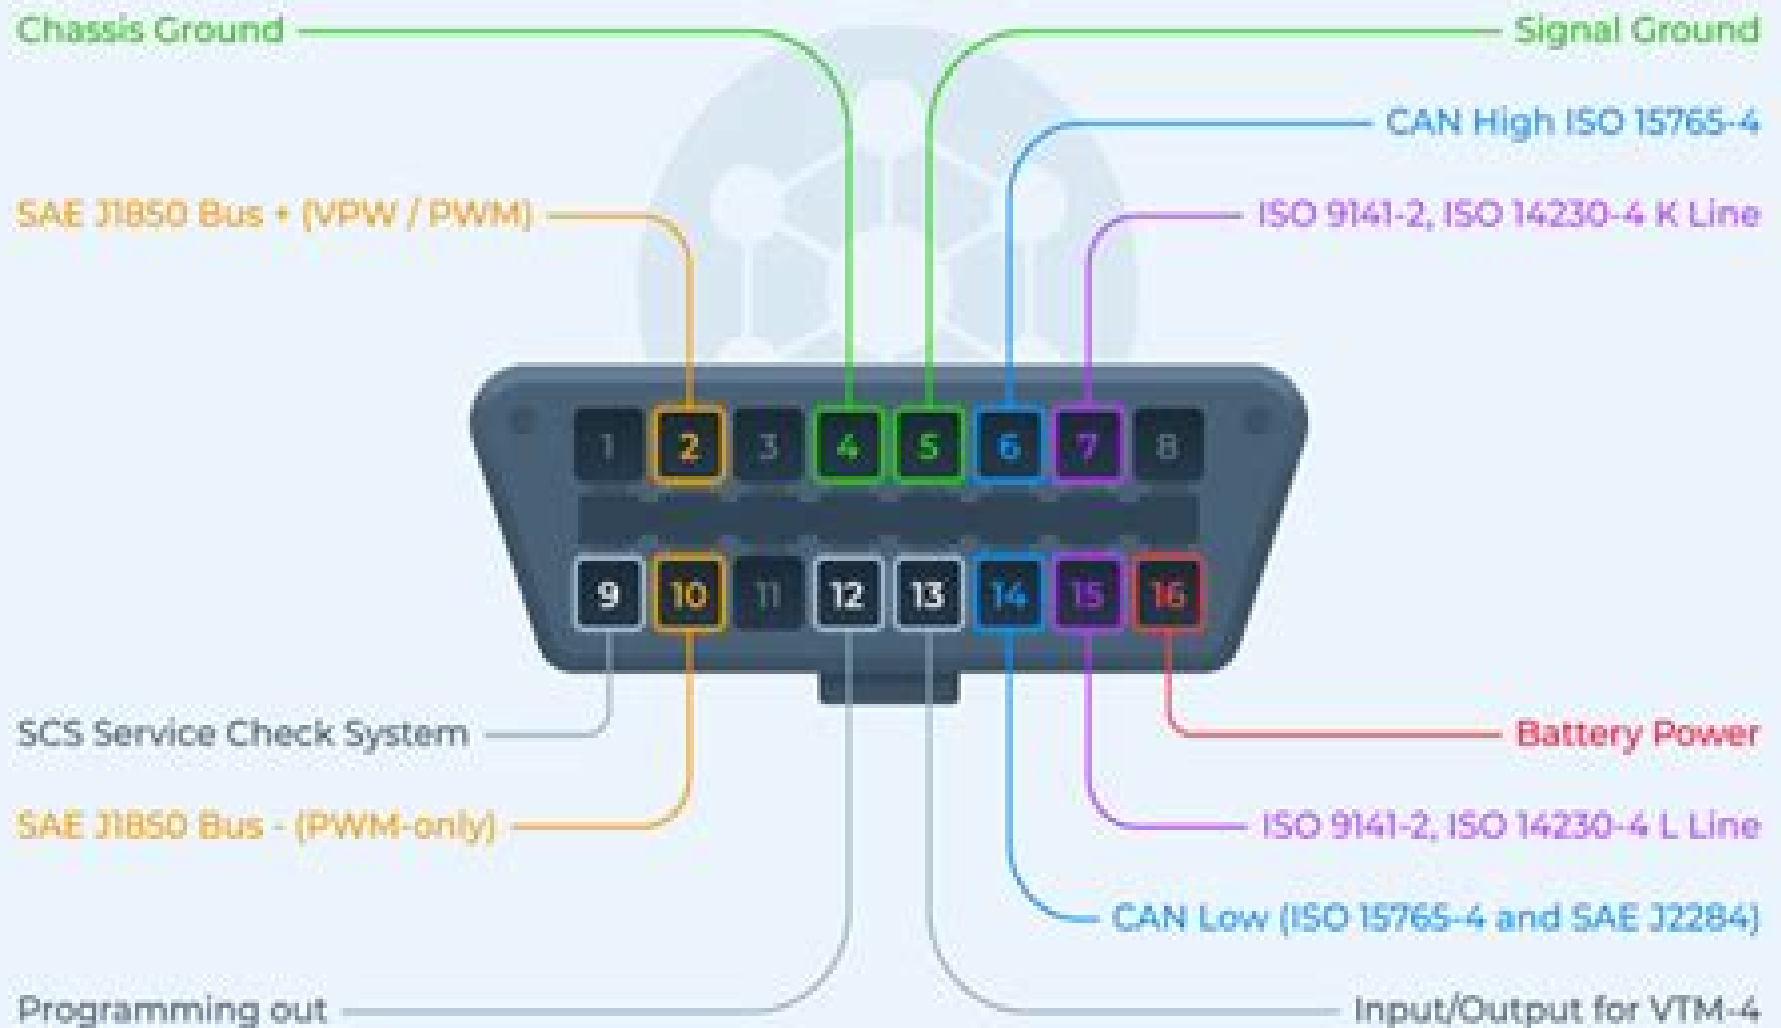 Chassis Ground
Signal Ground
CAN High ISO 15765-4
SAE J1850 Bus + (VPW / PWM)
ISO 9141-2, ISO 14230-4 K Line
1 2 3 4 5 6 7 8
9 10 11 12 13 14 15 16
SCS Service Check System
Battery Power
SAE J1850 Bus - (PWM-only)
ISO 9141-2, ISO 14230-4 L Line
CAN Low (ISO 15765-4 and SAE J2284)
Programming out
Input/Output for VTM-4